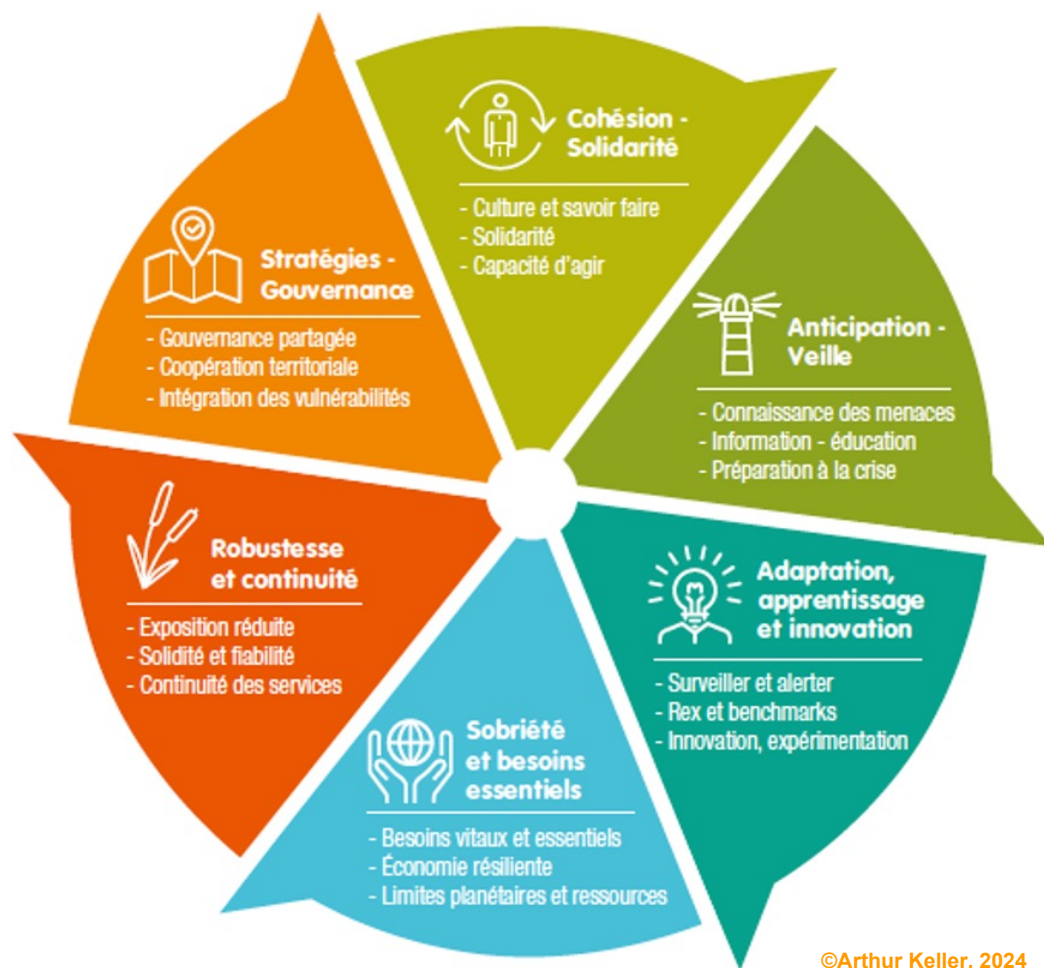 Cohésion -
Solidarité
- Culture et savoir faire
- Solidarité
- Capacité d'agir
Anticipation -
Veille
- Connaissance des menaces
- Information - éducation
- Préparation à la crise
Adaptation,
apprentissage
et innovation
- Surveiller et alerter
- Rex et benchmarks
- Innovation, expérimentation
Sobriété
et besoins
essentiels
- Besoins vitaux et essentiels
- Économie résiliente
- Limites planétaires et ressources
Robustesse
et continuité
- Exposition réduite
- Solidité et fiabilité
- Continuité des services
Stratégies -
Gouvernance
- Gouvernance partagée
- Coopération territoriale
- Intégration des vulnérabilités
©Arthur Keller. 2024